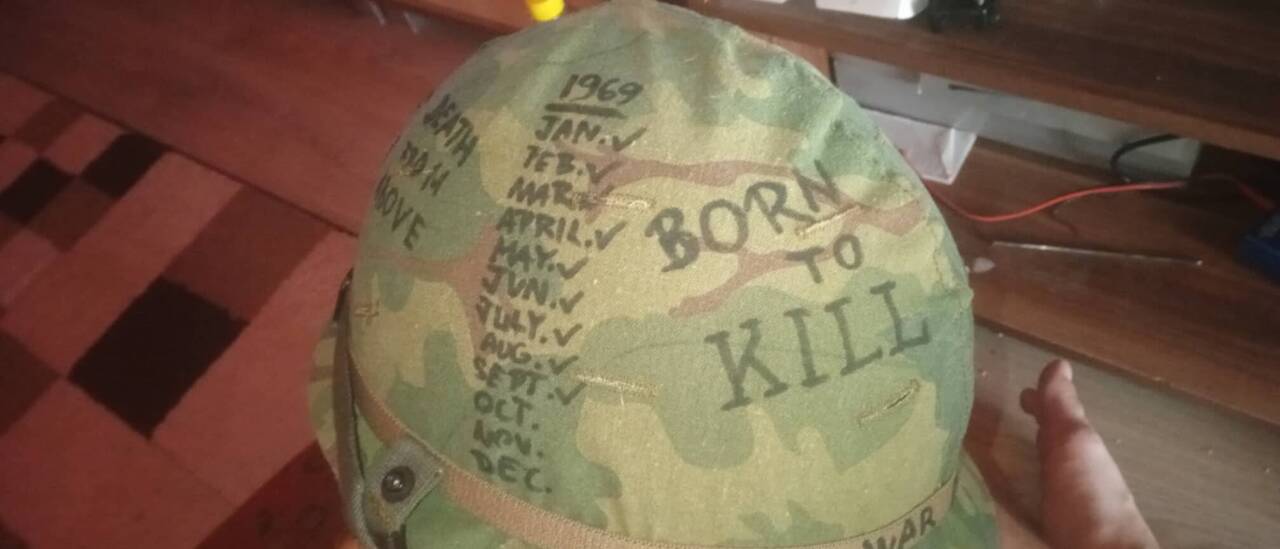 DEATH
FROM
ABOVE
1969
JAN. ✓
FEB. ✓
MAR. ✓
APRIL. ✓
MAY. ✓
JUN. ✓
JULY. ✓
AUG. ✓
SEPT. ✓
OCT.
NOV.
DEC.
BORN
TO
KILL
WAR